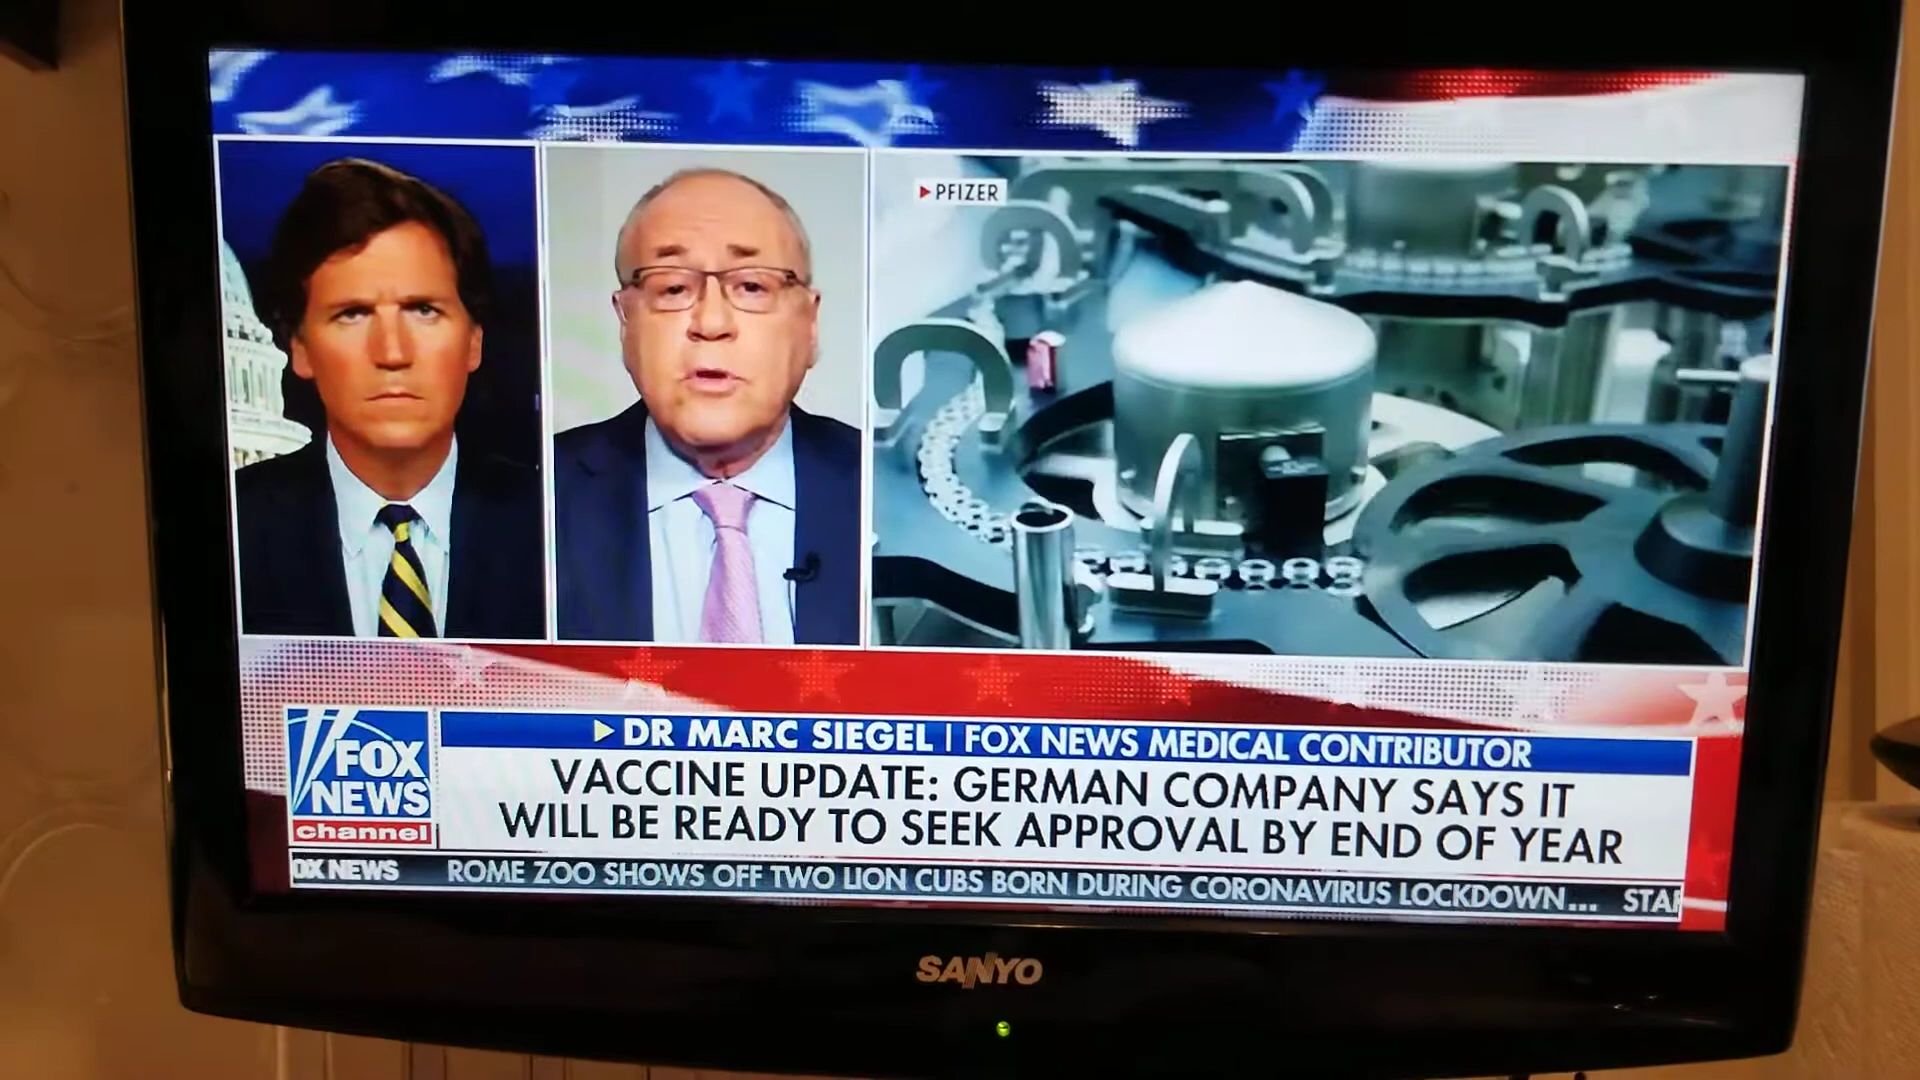 ▶PFIZER
FOX
NEWS
channel
▶DR MARC SIEGEL | FOX NEWS MEDICAL CONTRIBUTOR
VACCINE UPDATE: GERMAN COMPANY SAYS IT
WILL BE READY TO SEEK APPROVAL BY END OF YEAR
OX NEWS ROME ZOO SHOWS OFF TWO LION CUBS BORN DURING CORONAVIRUS LOCKDOWN... STAR
SANYO